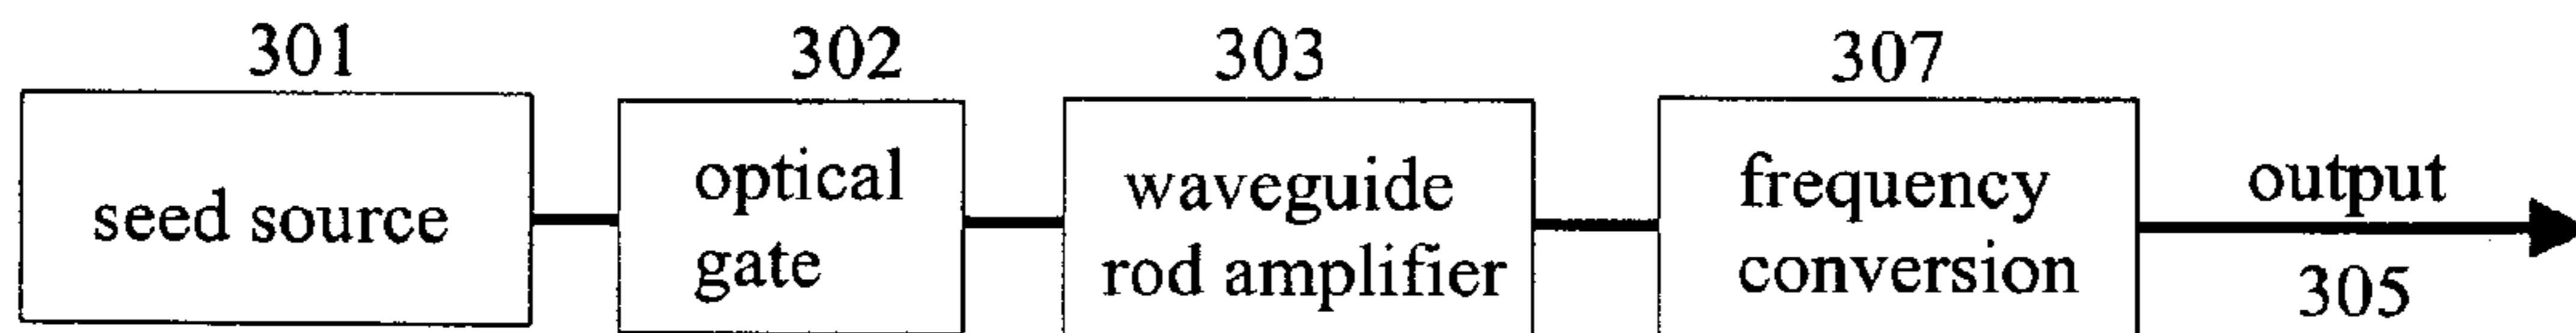 301
302
303
307
seed source
optical
gate
waveguide
rod amplifier
frequency
conversion
output
305